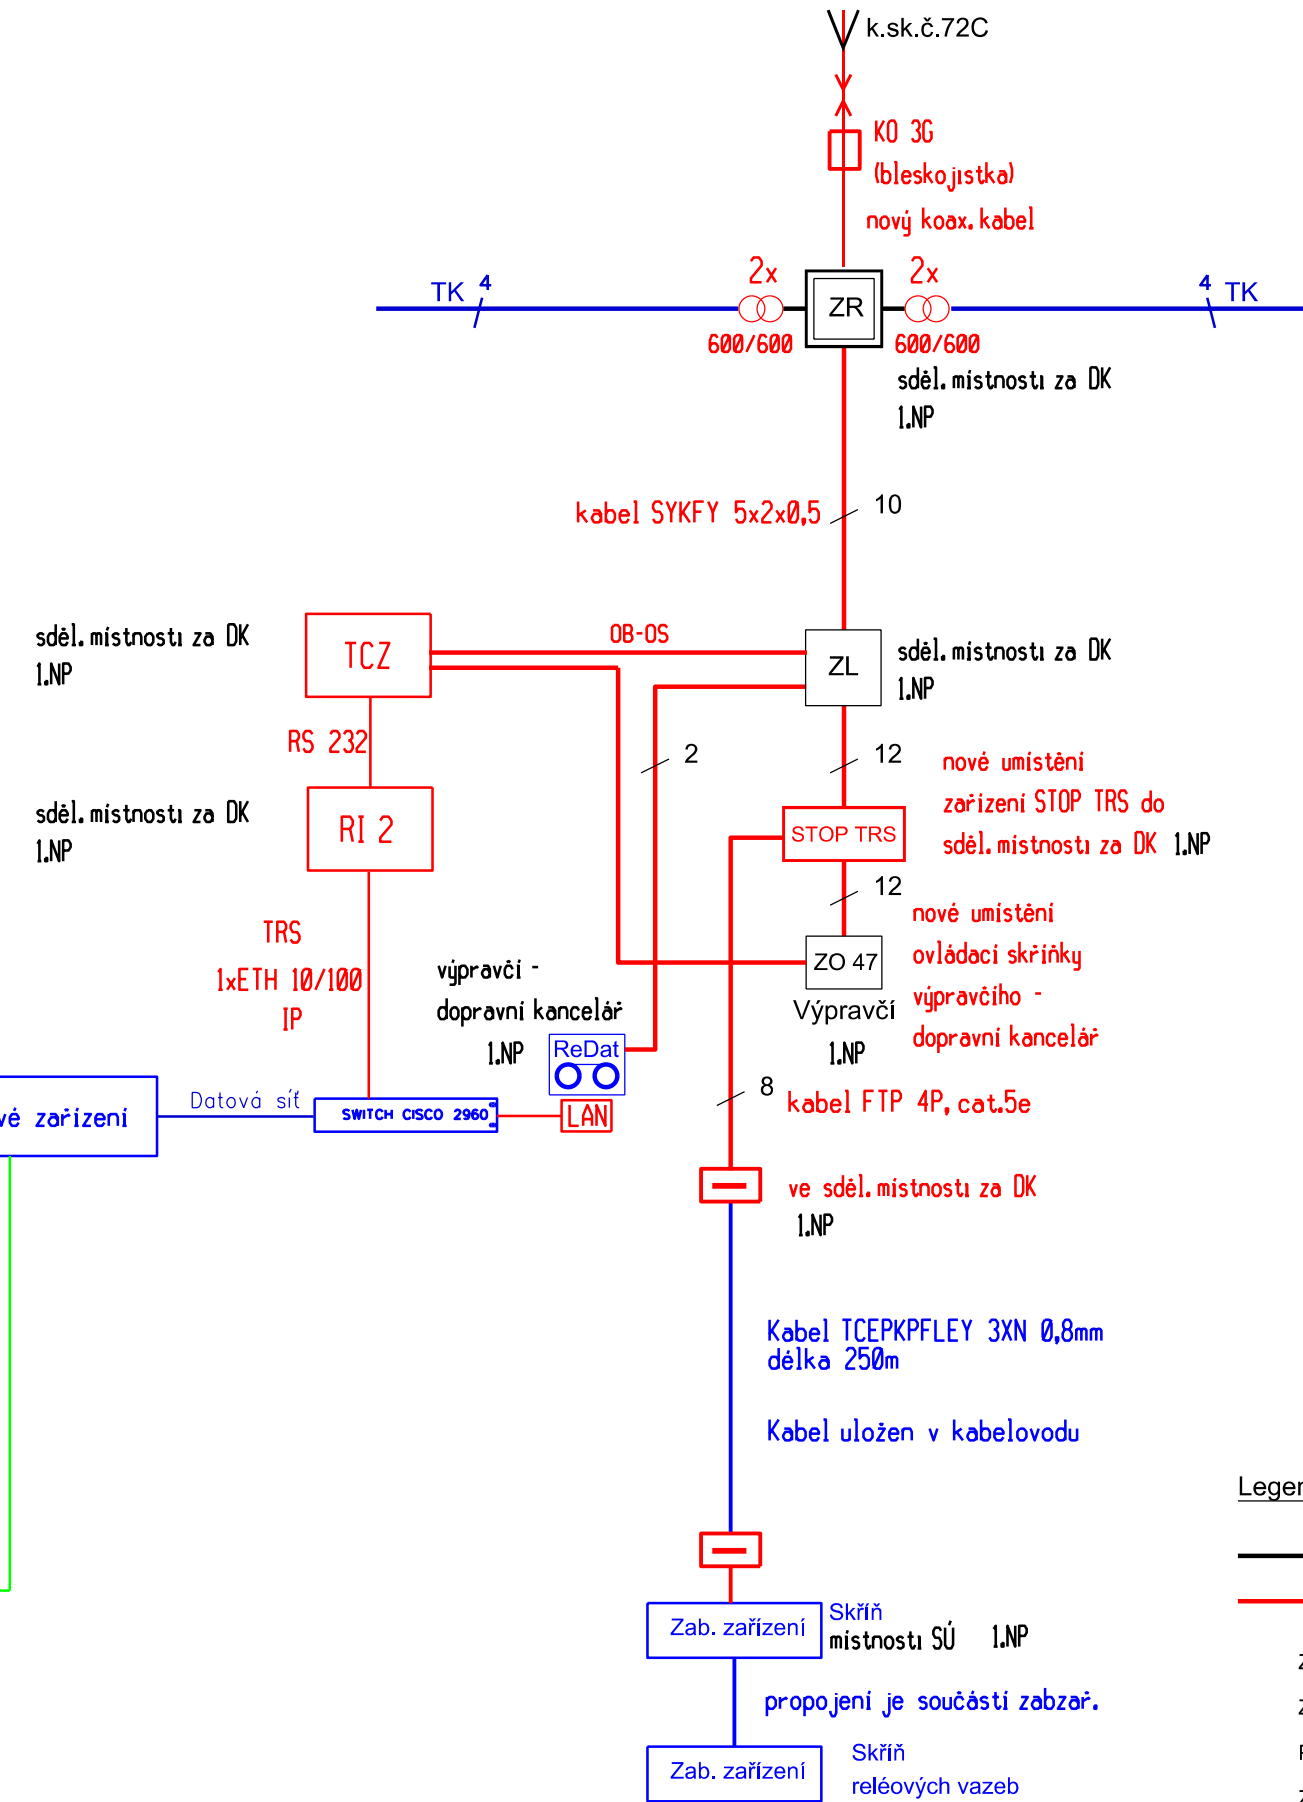 k.sk.č.72C
KO 3G
(bleskojistka)
nový koax.kabel
2x
2x
TK 4
ZR
4 TK
600/600
600/600
sděl.místnosti za DK
1.NP
kabel SYKFY 5x2x0,5
10
sděl.místnosti za DK
1.NP
TCZ
OB-OS
ZL
sděl.místnosti za DK
1.NP
RS 232
2
12
nové umístění
zařízení STOP TRS do
sděl.místnosti za DK 1.NP
sděl.místnosti za DK
1.NP
RI 2
STOP TRS
12
TRS
1xETH 10/100
IP
výpravčí -
dopravní kancelář
1.NP
ReDat
ZO 47
Výpravčí
1.NP
nové umístění
ovládací skříňky
výpravčího -
dopravní kancelář
8
kabel FTP 4P, cat.5e
vé zařízení
Datová síť
SWITCH CISCO 2960
LAN
ve sděl.místnosti za DK
1.NP
Kabel TCEPKPFLEY 3XN 0,8mm
délka 250m
Kabel uložen v kabelovodu
Legen
Zab. zařízení
Skříň
místnosti SÚ 1.NP
propojení je součástí zabzař.
Zab. zařízení
Skříň
reléových vazeb